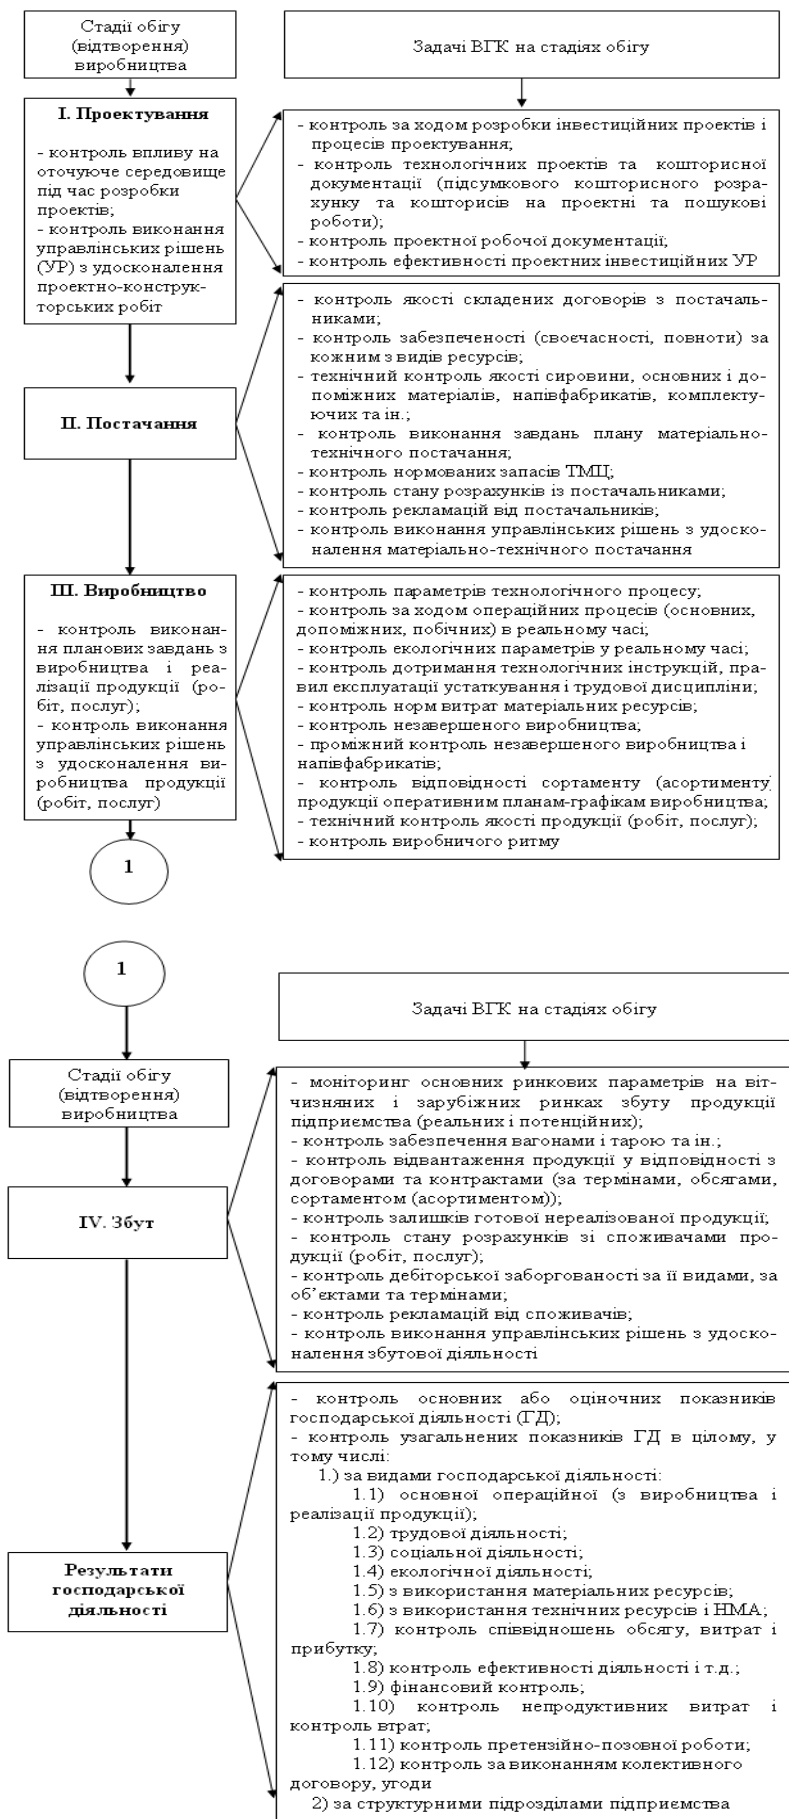 Стадії обігу
(відтворення)
виробництва
Задачі ВГК на стадіях обігу
І. Проектування
- контроль впливу на
оточуюче середовище
під час розробки
проектів;
- контроль виконання
управлінських рішень
(УР) з удосконалення
проектно-конструк-
торських робіт
- контроль за ходом розробки інвестиційних проектів і
процесів проектування;
- контроль технологічних проектів та кошторисної
документації (підсумкового кошторисного розра-
хунку та кошторисів на проектні та пошукові
роботи);
- контроль проектної робочої документації;
- контроль ефективності проектних інвестиційних УР
ІІ. Постачання
- контроль якості складених договорів з постачаль-
никами;
- контроль забезпеченості (своєчасності, повноти) за
кожним з видів ресурсів;
- технічний контроль якості сировини, основних і до-
поміжних матеріалів, напівфабрикатів, комплекту-
ючих та ін.;
- контроль виконання завдань плану матеріально-
технічного постачання;
- контроль нормованих запасів ТМЦ;
- контроль стану розрахунків із постачальниками;
- контроль рекламацій від постачальників;
- контроль виконання управлінських рішень з удоско-
налення матеріально-технічного постачання
ІІІ. Виробництво
- контроль виконан-
ня планових завдань з
виробництва і реа-
лізації продукції (ро-
біт, послуг);
- контроль виконання
управлінських рішень
з удосконалення ви-
робництва продукції
(робіт, послуг)
- контроль параметрів технологічного процесу;
- контроль за ходом операційних процесів (основних,
допоміжних, побічних) в реальному часі;
- контроль екологічних параметрів у реальному часі;
- контроль дотримання технологічних інструкцій, пра-
вил експлуатації устаткування і трудової дисципліни;
- контроль норм витрат матеріальних ресурсів;
- контроль незавершеного виробництва;
- проміжний контроль незавершеного виробництва і
напівфабрикатів;
- контроль відповідності сортаменту (асортименту)
продукції оперативним планам-графікам виробництва;
- технічний контроль якості продукції (робіт, послуг);
- контроль виробничого ритму
1
1
Задачі ВГК на стадіях обігу
Стадії обігу
(відтворення)
виробництва
IV. Збут
- моніторинг основних ринкових параметрів на віт-
чизняних і зарубіжних ринках збуту продукції
підприємства (реальних і потенційних);
- контроль забезпечення вагонами і тарою та ін.;
- контроль відвантаження продукції у відповідності з
договорами та контрактами (за термінами, обсягами,
сортаментом (асортиментом));
- контроль залишків готової нереалізованої продукції;
- контроль стану розрахунків зі споживачами про-
дукції (робіт, послуг);
- контроль дебіторської заборгованості за її видами, за
об’єктами та термінами;
- контроль рекламацій від споживачів;
- контроль виконання управлінських рішень з удоско-
налення збутової діяльності
Результати
господарської
діяльності
- контроль основних або оціночних показників
господарської діяльності (ГД);
- контроль узагальнених показників ГД в цілому, у
тому числі:
1.) за видами господарської діяльності:
1.1) основної операційної (з виробництва і
реалізації продукції);
1.2) трудової діяльності;
1.3) соціальної діяльності;
1.4) екологічної діяльності;
1.5) з використання матеріальних ресурсів;
1.6) з використання технічних ресурсів і НМА;
1.7) контроль співвідношень обсягу, витрат і
прибутку;
1.8) контроль ефективності діяльності і т.д.;
1.9) фінансовий контроль;
1.10) контроль непродуктивних витрат і
контроль втрат;
1.11) контроль претензійно-позовної роботи;
1.12) контроль за виконанням колективного
договору, угоди
2) за структурними підрозділами підприємства